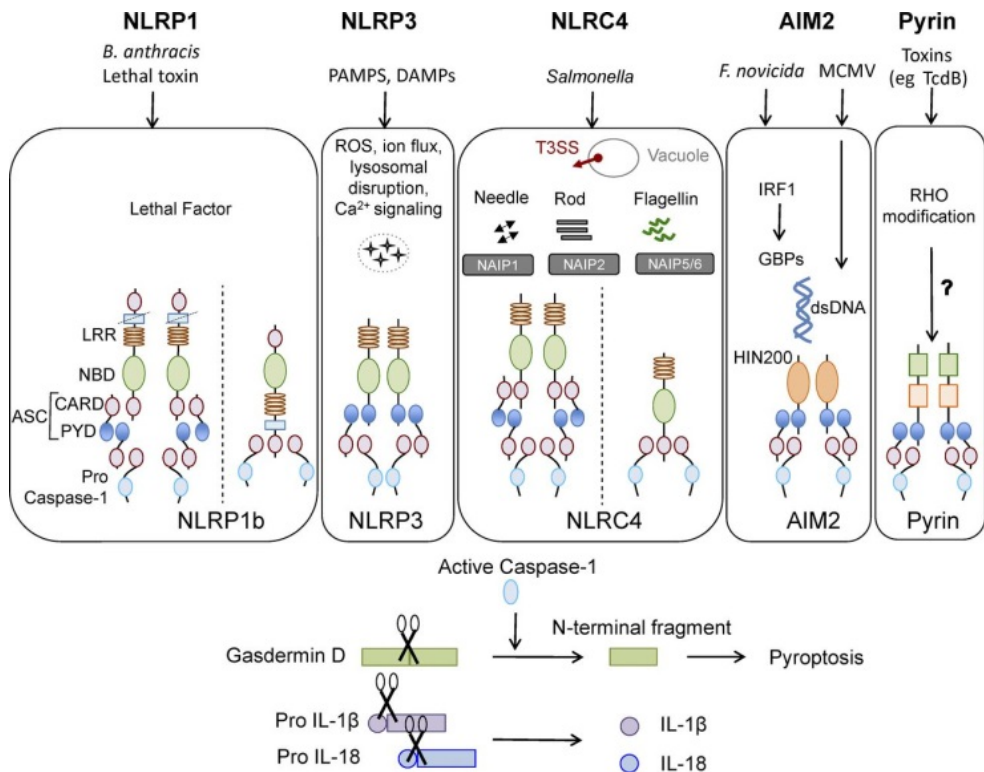 NLRP1
NLRP3
NLRC4
AIM2
Pyrin
B. anthracis
Lethal toxin
PAMPS, DAMPs
Salmonella
F. novicida
MCMV
Toxins
(eg TcdB)
Lethal Factor
LRR
NBD
ASC
CARD
PYD
Pro
Caspase-1
NLRP1b
ROS, ion flux,
lysosomal
disruption,
Ca²⁺ signaling
NLRP3
T3SS
Vacuole
Needle
Rod
Flagellin
NAIP1
NAIP2
NAIP5/6
NLRC4
IRF1
GBPs
dsDNA
HIN200
AIM2
RHO
modification
?
Pyrin
Active Caspase-1
Gasdermin D
N-terminal fragment
Pyroptosis
Pro IL-1β
IL-1β
Pro IL-18
IL-18